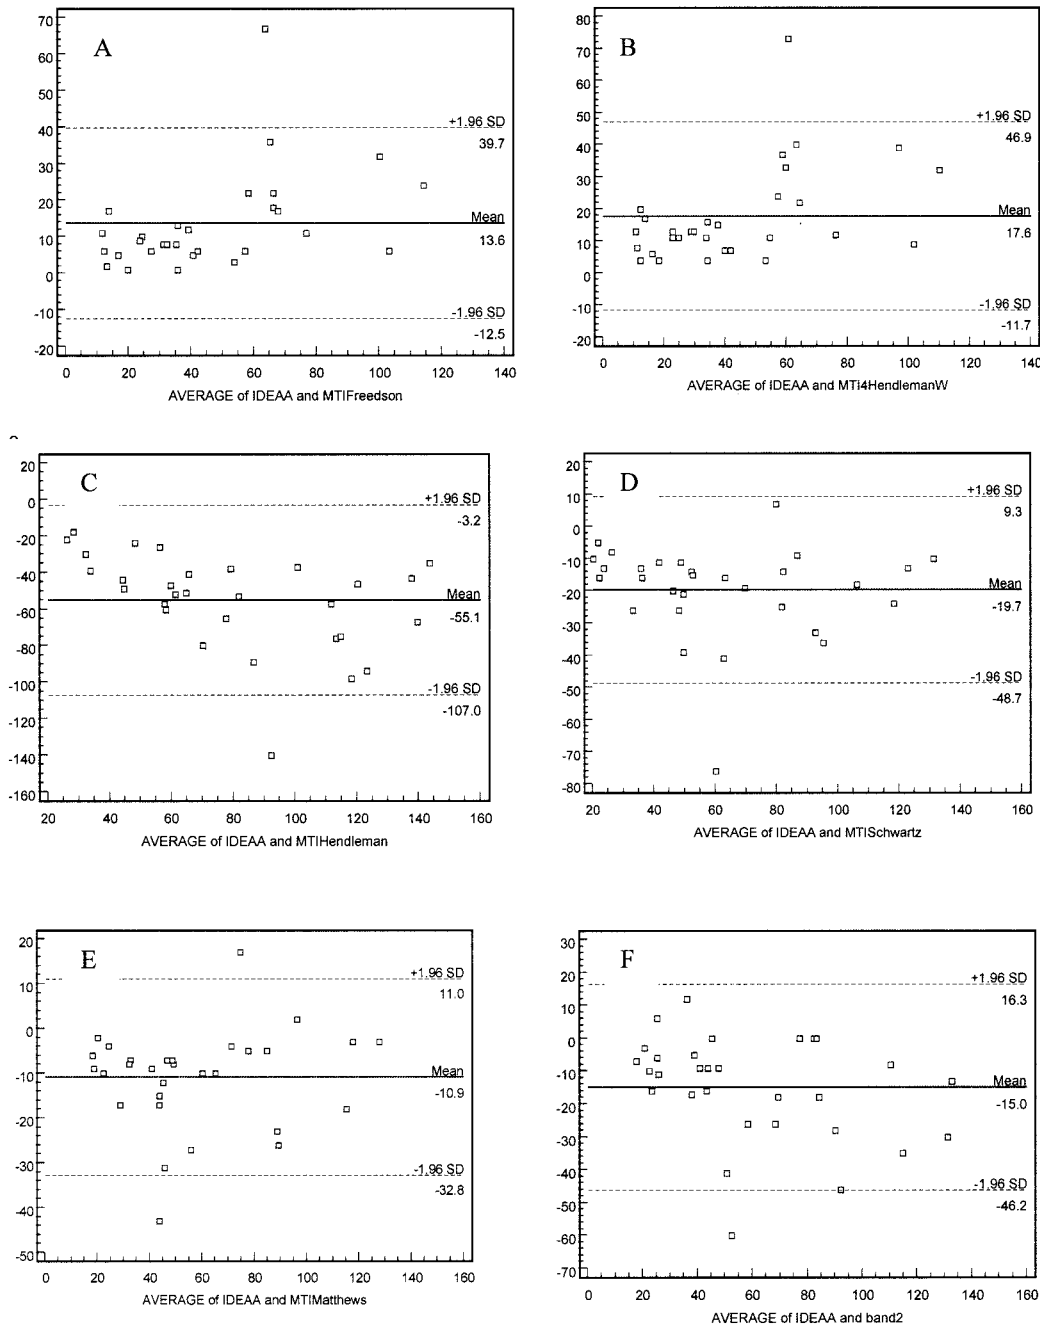 A
70
60
50
40
30
20
10
0
-10
-20
+1.96 SD
39.7
Mean
13.6
-1.96 SD
-12.5
0 20 40 60 80 100 120 140
AVERAGE of IDEAA and MTIFreedson
B
80
70
60
50
40
30
20
10
0
-10
-20
+1.96 SD
46.9
Mean
17.6
-1.96 SD
-11.7
0 20 40 60 80 100 120 140
AVERAGE of IDEAA and MTi4HendlemanW
C
20
0
-20
-40
-60
-80
-100
-120
-140
-160
+1.96 SD
-3.2
Mean
-55.1
-1.96 SD
-107.0
20 40 60 80 100 120 140 160
AVERAGE of IDEAA and MTIHendleman
D
20
10
0
-10
-20
-30
-40
-50
-60
-70
-80
+1.96 SD
9.3
Mean
-19.7
-1.96 SD
-48.7
20 40 60 80 100 120 140 160
AVERAGE of IDEAA and MTISchwartz
E
20
10
0
-10
-20
-30
-40
-50
+1.96 SD
11.0
Mean
-10.9
-1.96 SD
-32.8
0 20 40 60 80 100 120 140 160
AVERAGE of IDEAA and MTIMatthews
F
30
20
10
0
-10
-20
-30
-40
-50
-60
-70
+1.96 SD
16.3
Mean
-15.0
-1.96 SD
-46.2
0 20 40 60 80 100 120 140 160
AVERAGE of IDEAA and band2